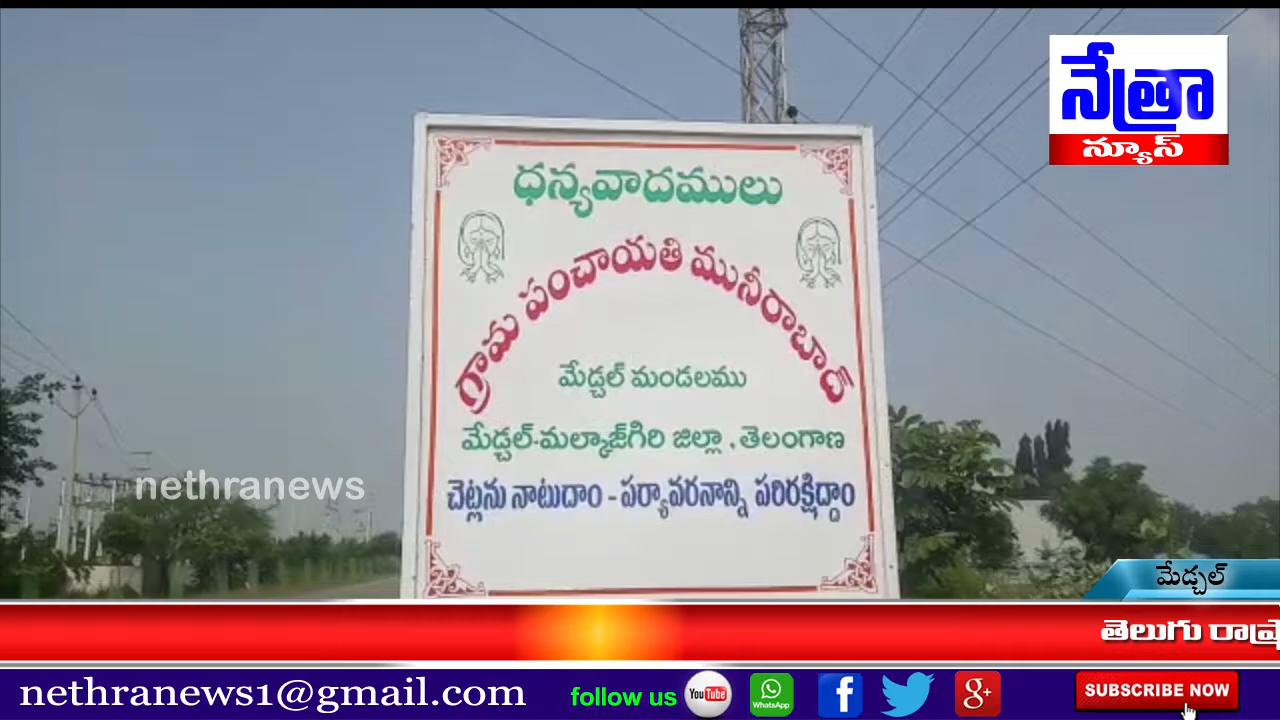 నేత్రా
న్యూస్
ధన్యవాదములు
గ్రామ పంచాయతి మునీరాబాద్
మేడ్చల్ మండలము
మేడ్చల్-మల్కాజ్‌గిరి జిల్లా , తెలంగాణ
చెట్లను నాటుదాం - పర్యావరనాన్ని పరిరక్షిద్దాం
nethranews
మేడ్చల్
తెలుగు
nethranews1@gmail.com
follow us
You Tube
WhatsApp
SUBSCRIBE NOW